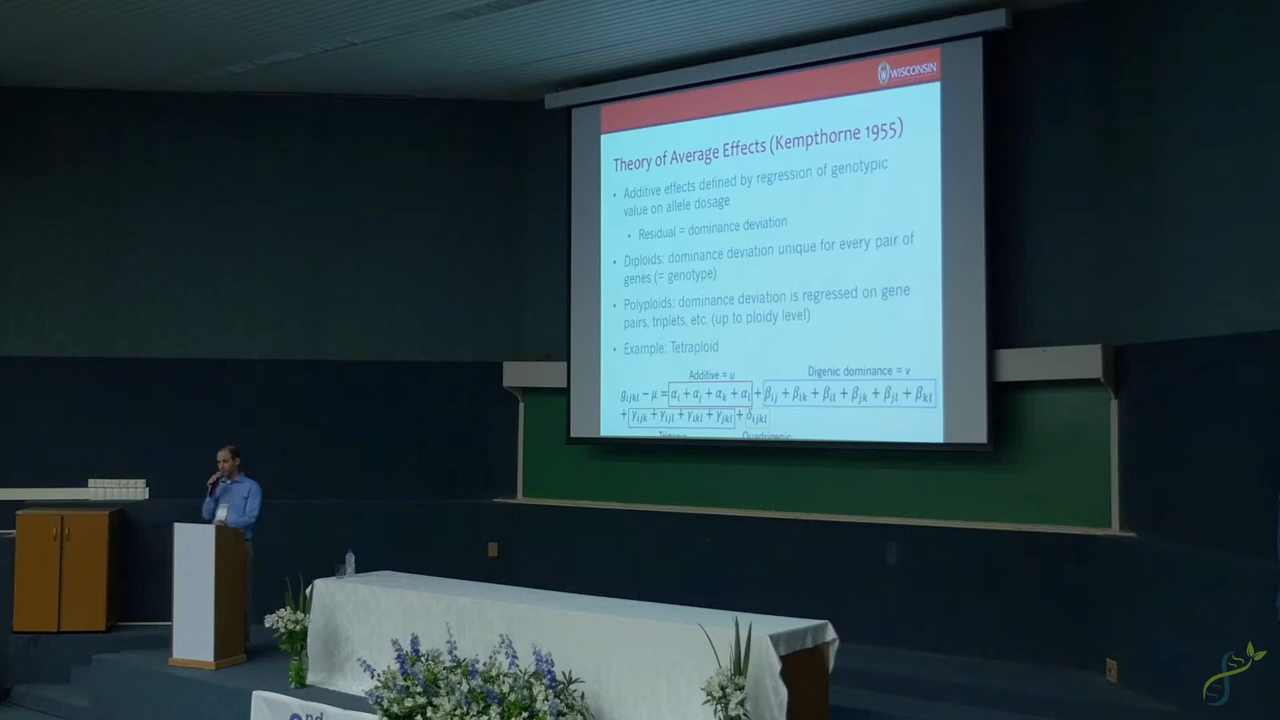 WISCONSIN
Theory of Average Effects (Kempthorne 1955)
• Additive effects defined by regression of genotypic
value on allele dosage
• Residual = dominance deviation
• Diploids: dominance deviation unique for every pair of
genes (= genotype)
• Polyploids: dominance deviation is regressed on gene
pairs, triplets, etc. (up to ploidy level)
• Example: Tetraploid
Additive = u
Digenic dominance = v
g_ijkl − μ = α_i + α_j + α_k + α_l + β_ij + β_ik + β_il + β_jk + β_jl + β_kl
+ γ_ijk + γ_ijl + γ_ikl + γ_jkl + δ_ijkl
nd